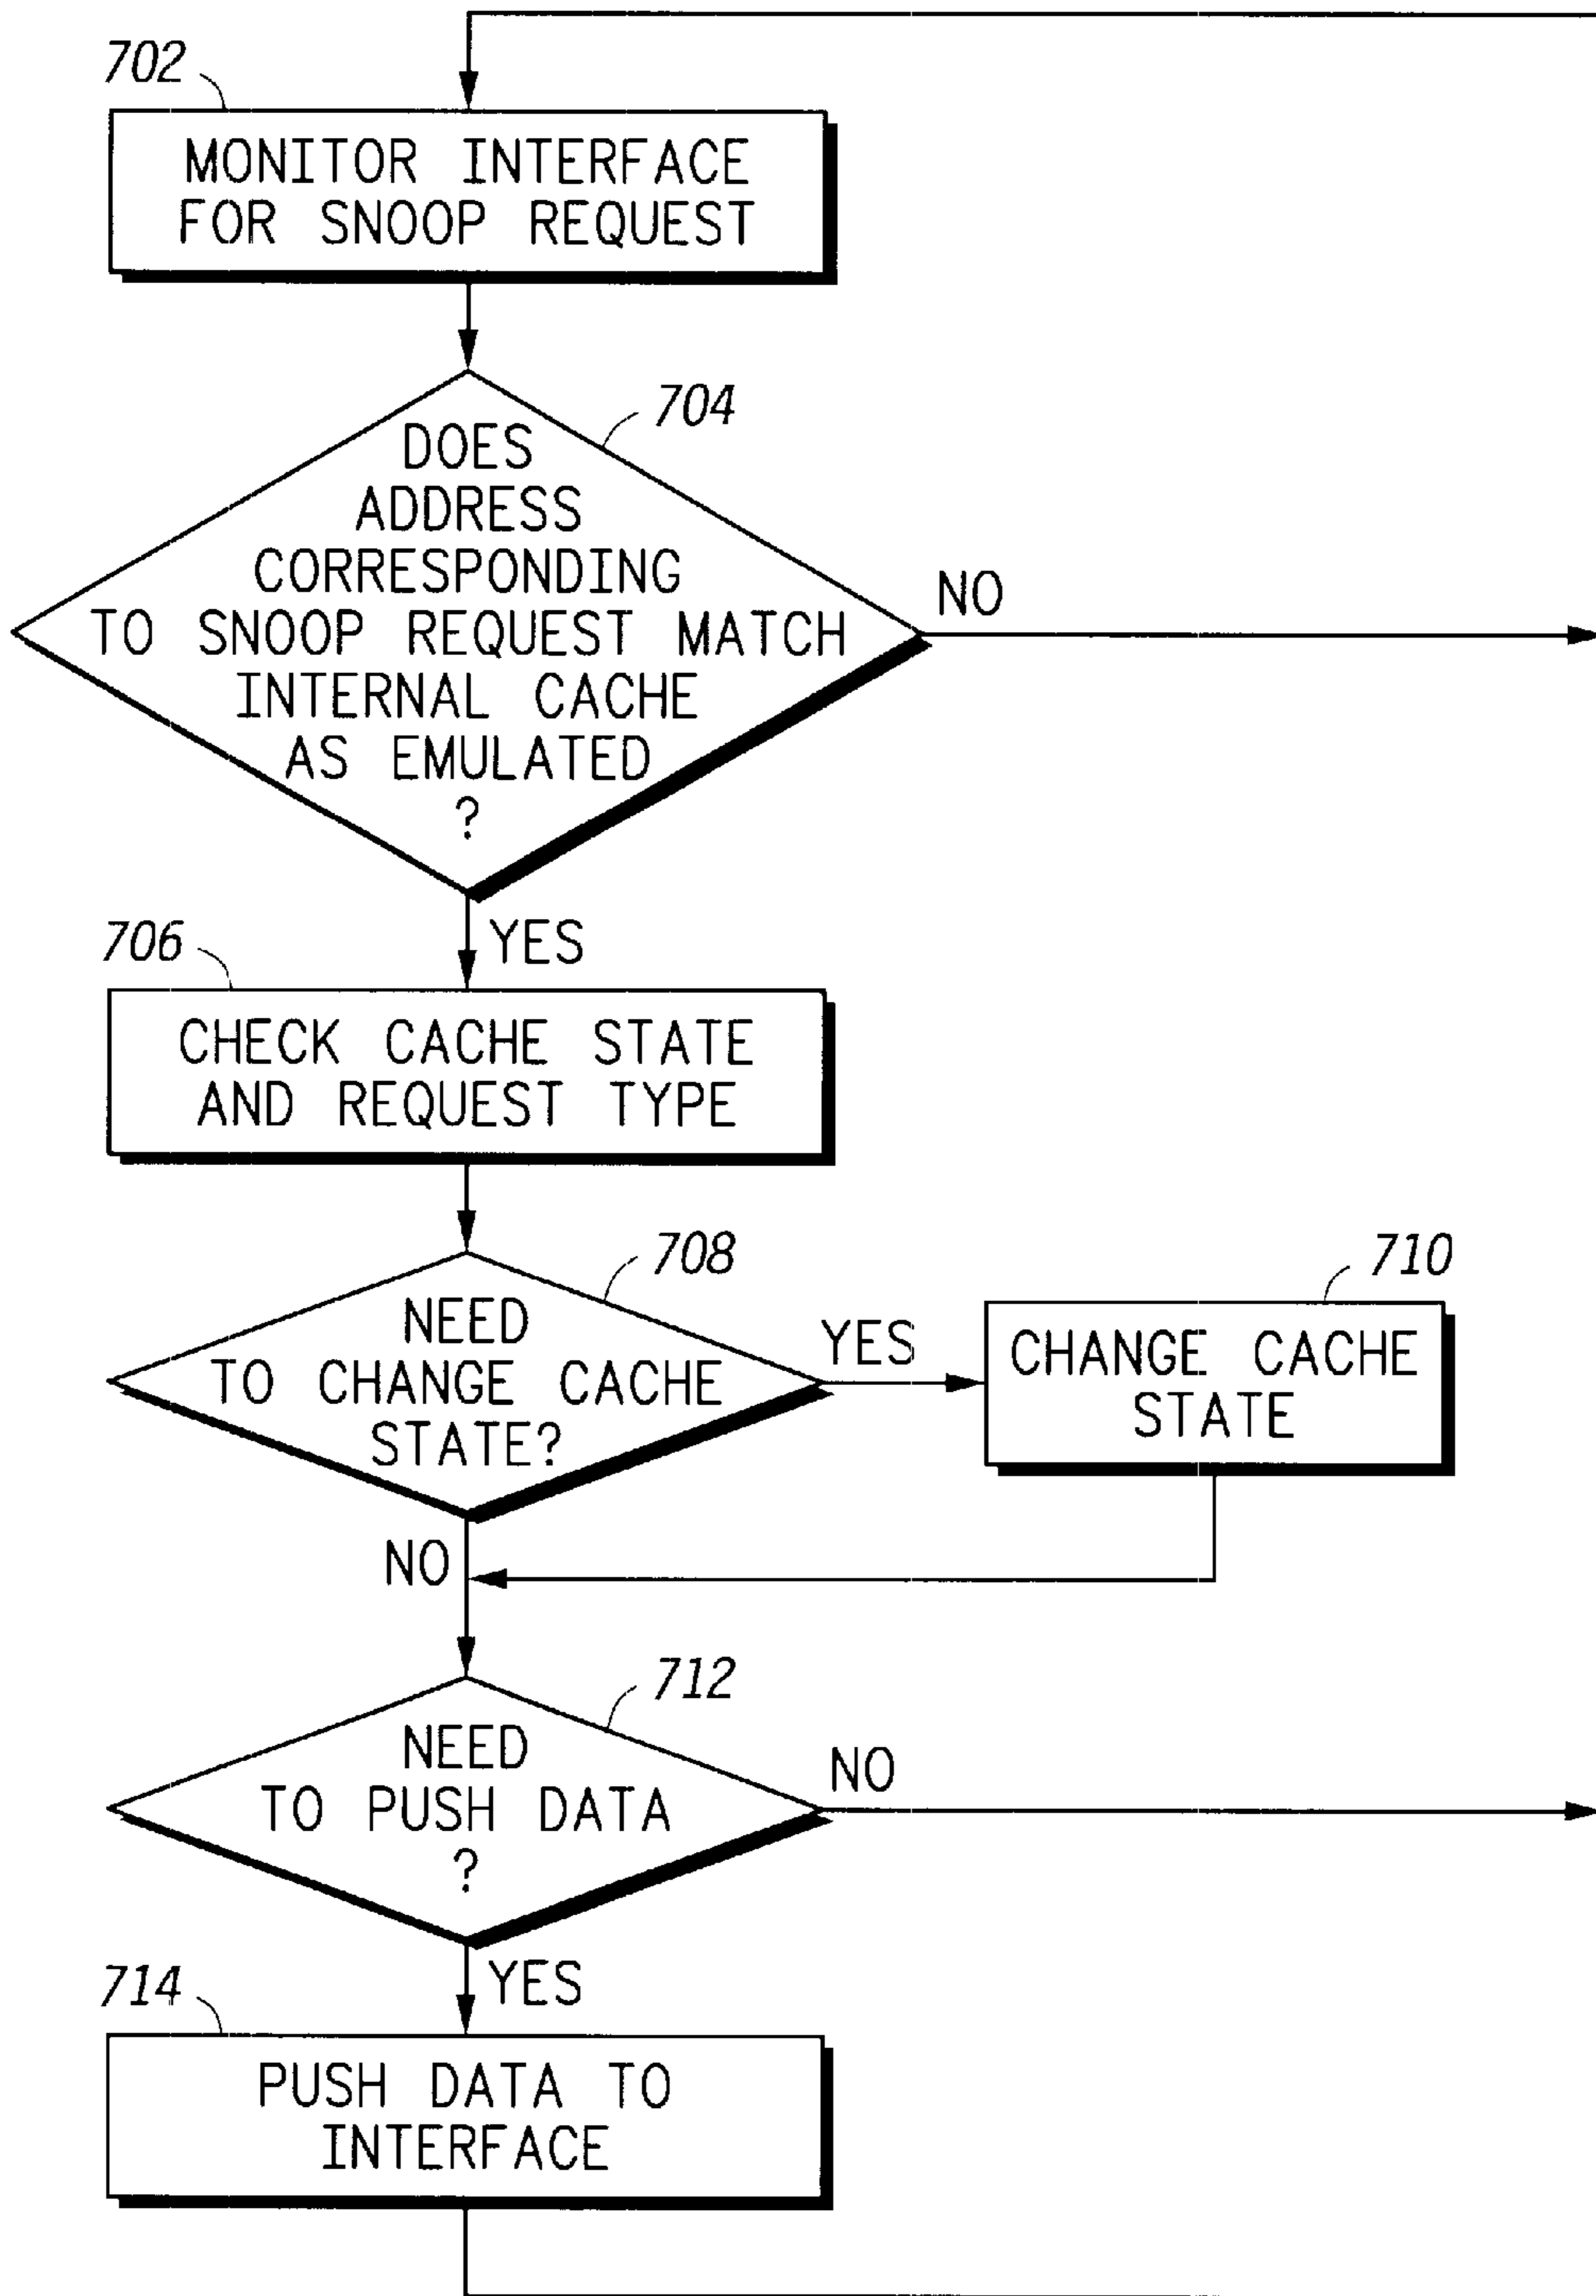 702
MONITOR INTERFACE
FOR SNOOP REQUEST
704
DOES
ADDRESS
CORRESPONDING
TO SNOOP REQUEST MATCH
INTERNAL CACHE
AS EMULATED
?
NO
YES
706
CHECK CACHE STATE
AND REQUEST TYPE
708
NEED
TO CHANGE CACHE
STATE?
YES
710
CHANGE CACHE
STATE
NO
712
NEED
TO PUSH DATA
?
NO
YES
714
PUSH DATA TO
INTERFACE